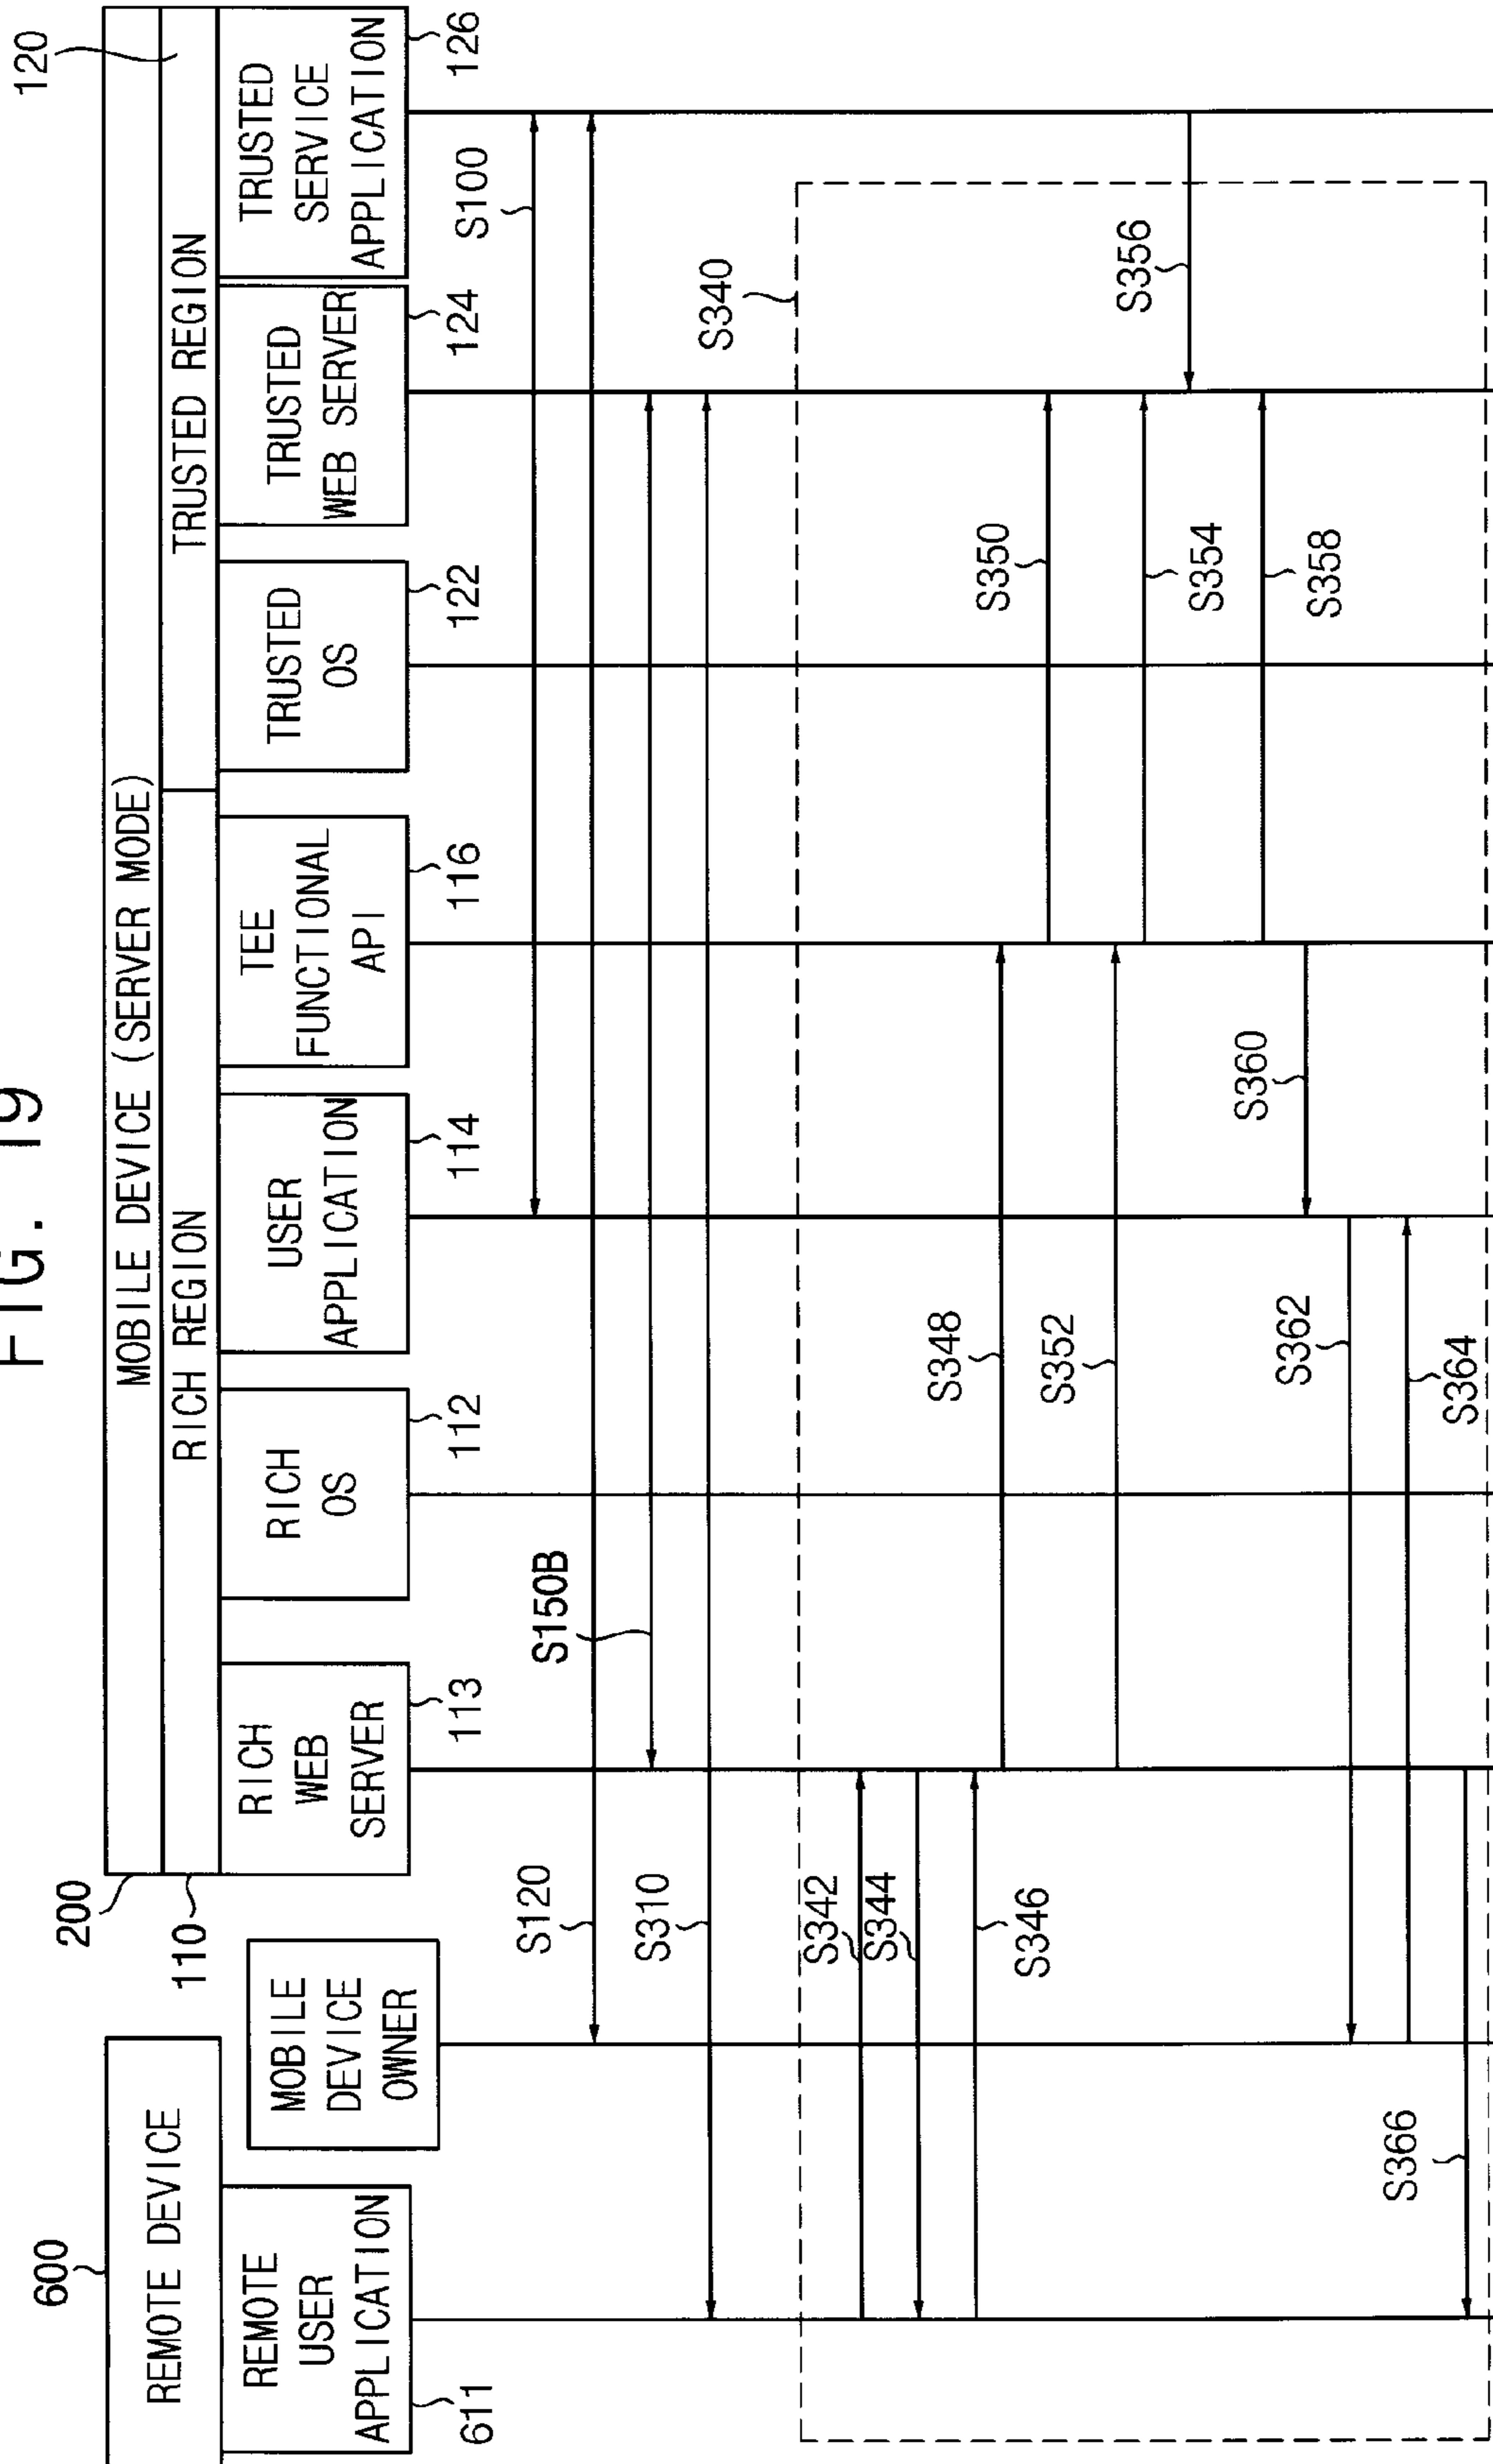 FIG. 19
600
REMOTE DEVICE
REMOTE
USER
APPLICATION
611
MOBILE
DEVICE
OWNER
200
110
MOBILE DEVICE (SERVER MODE)
RICH REGION
TRUSTED REGION
120
RICH
WEB
SERVER
113
RICH
OS
112
USER
APPLICATION
114
TEE
FUNCTIONAL
API
116
TRUSTED
OS
122
TRUSTED
WEB SERVER
124
TRUSTED
SERVICE
APPLICATION
126
S100
S120
S150B
S310
S340
S342
S344
S346
S348
S350
S352
S354
S356
S358
S360
S362
S364
S366